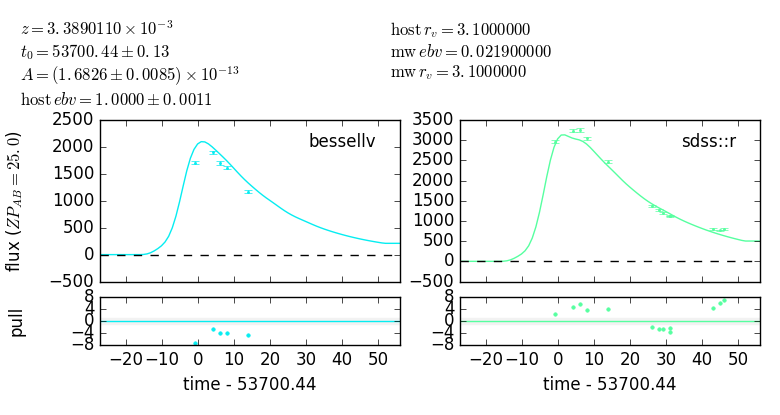 z = 3.3890110 × 10⁻³
t₀ = 53700.44 ± 0.13
A = (1.6826 ± 0.0085) × 10⁻¹³
host ebv = 1.0000 ± 0.0011
host r_v = 3.1000000
mw ebv = 0.021900000
mw r_v = 3.1000000
flux (ZP_AB = 25.0)
2500
2000
1500
1000
500
0
−500
bessellv
3500
3000
2500
2000
1500
1000
500
0
−500
sdss::r
pull
8
4
0
−4
−8
−20 −10 0 10 20 30 40 50
time - 53700.44
8
4
0
−4
−8
−20 −10 0 10 20 30 40 50
time - 53700.44